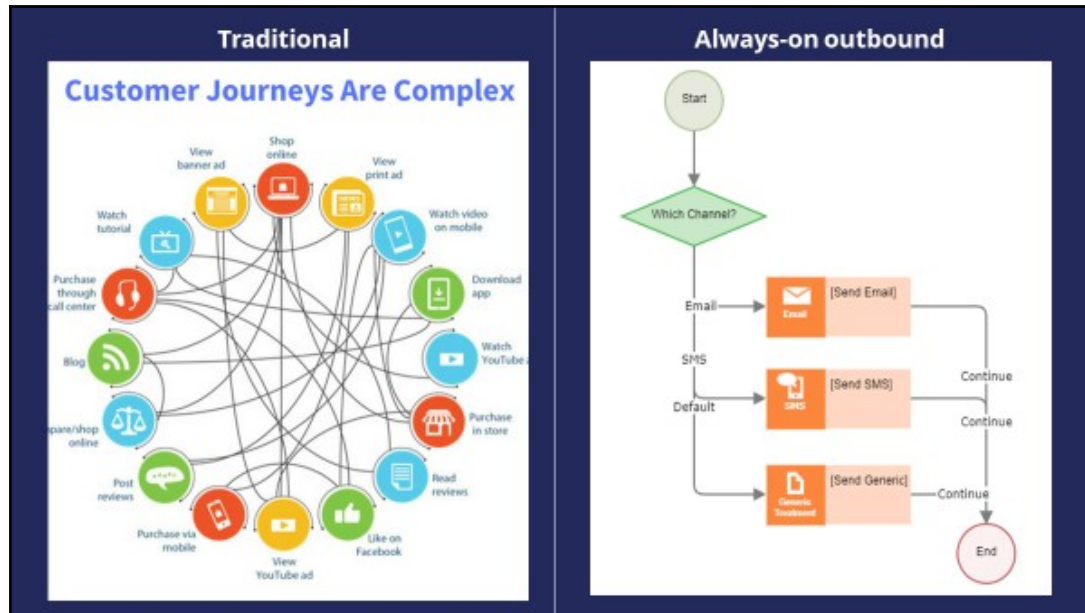 Traditional
Customer Journeys Are Complex
Shop
online
View
print ad
Watch video
on mobile
Download
app
Watch
YouTube a
Purchase
in store
Read
reviews
Like on
Facebook
View
YouTube ad
Purchase via
mobile
Post
reviews
pare/shop
online
Blog
Purchase
through
call center
Watch
tutorial
View
banner ad
NEWS
Always-on outbound
Start
Which Channel?
Email
Email
[Send Email]
Continue
SMS
SMS
[Send SMS]
Continue
Default
Generic
Treatment
[Send Generic]
Continue
End